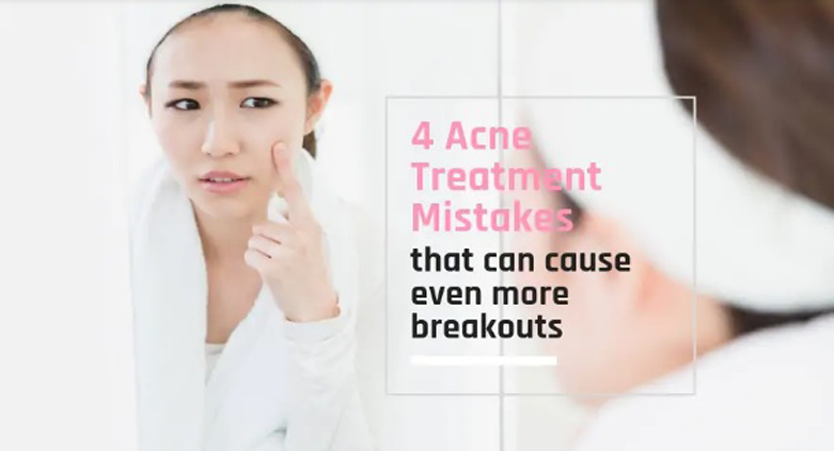 4 Acne
Treatment
Mistakes
that can cause
even more
breakouts